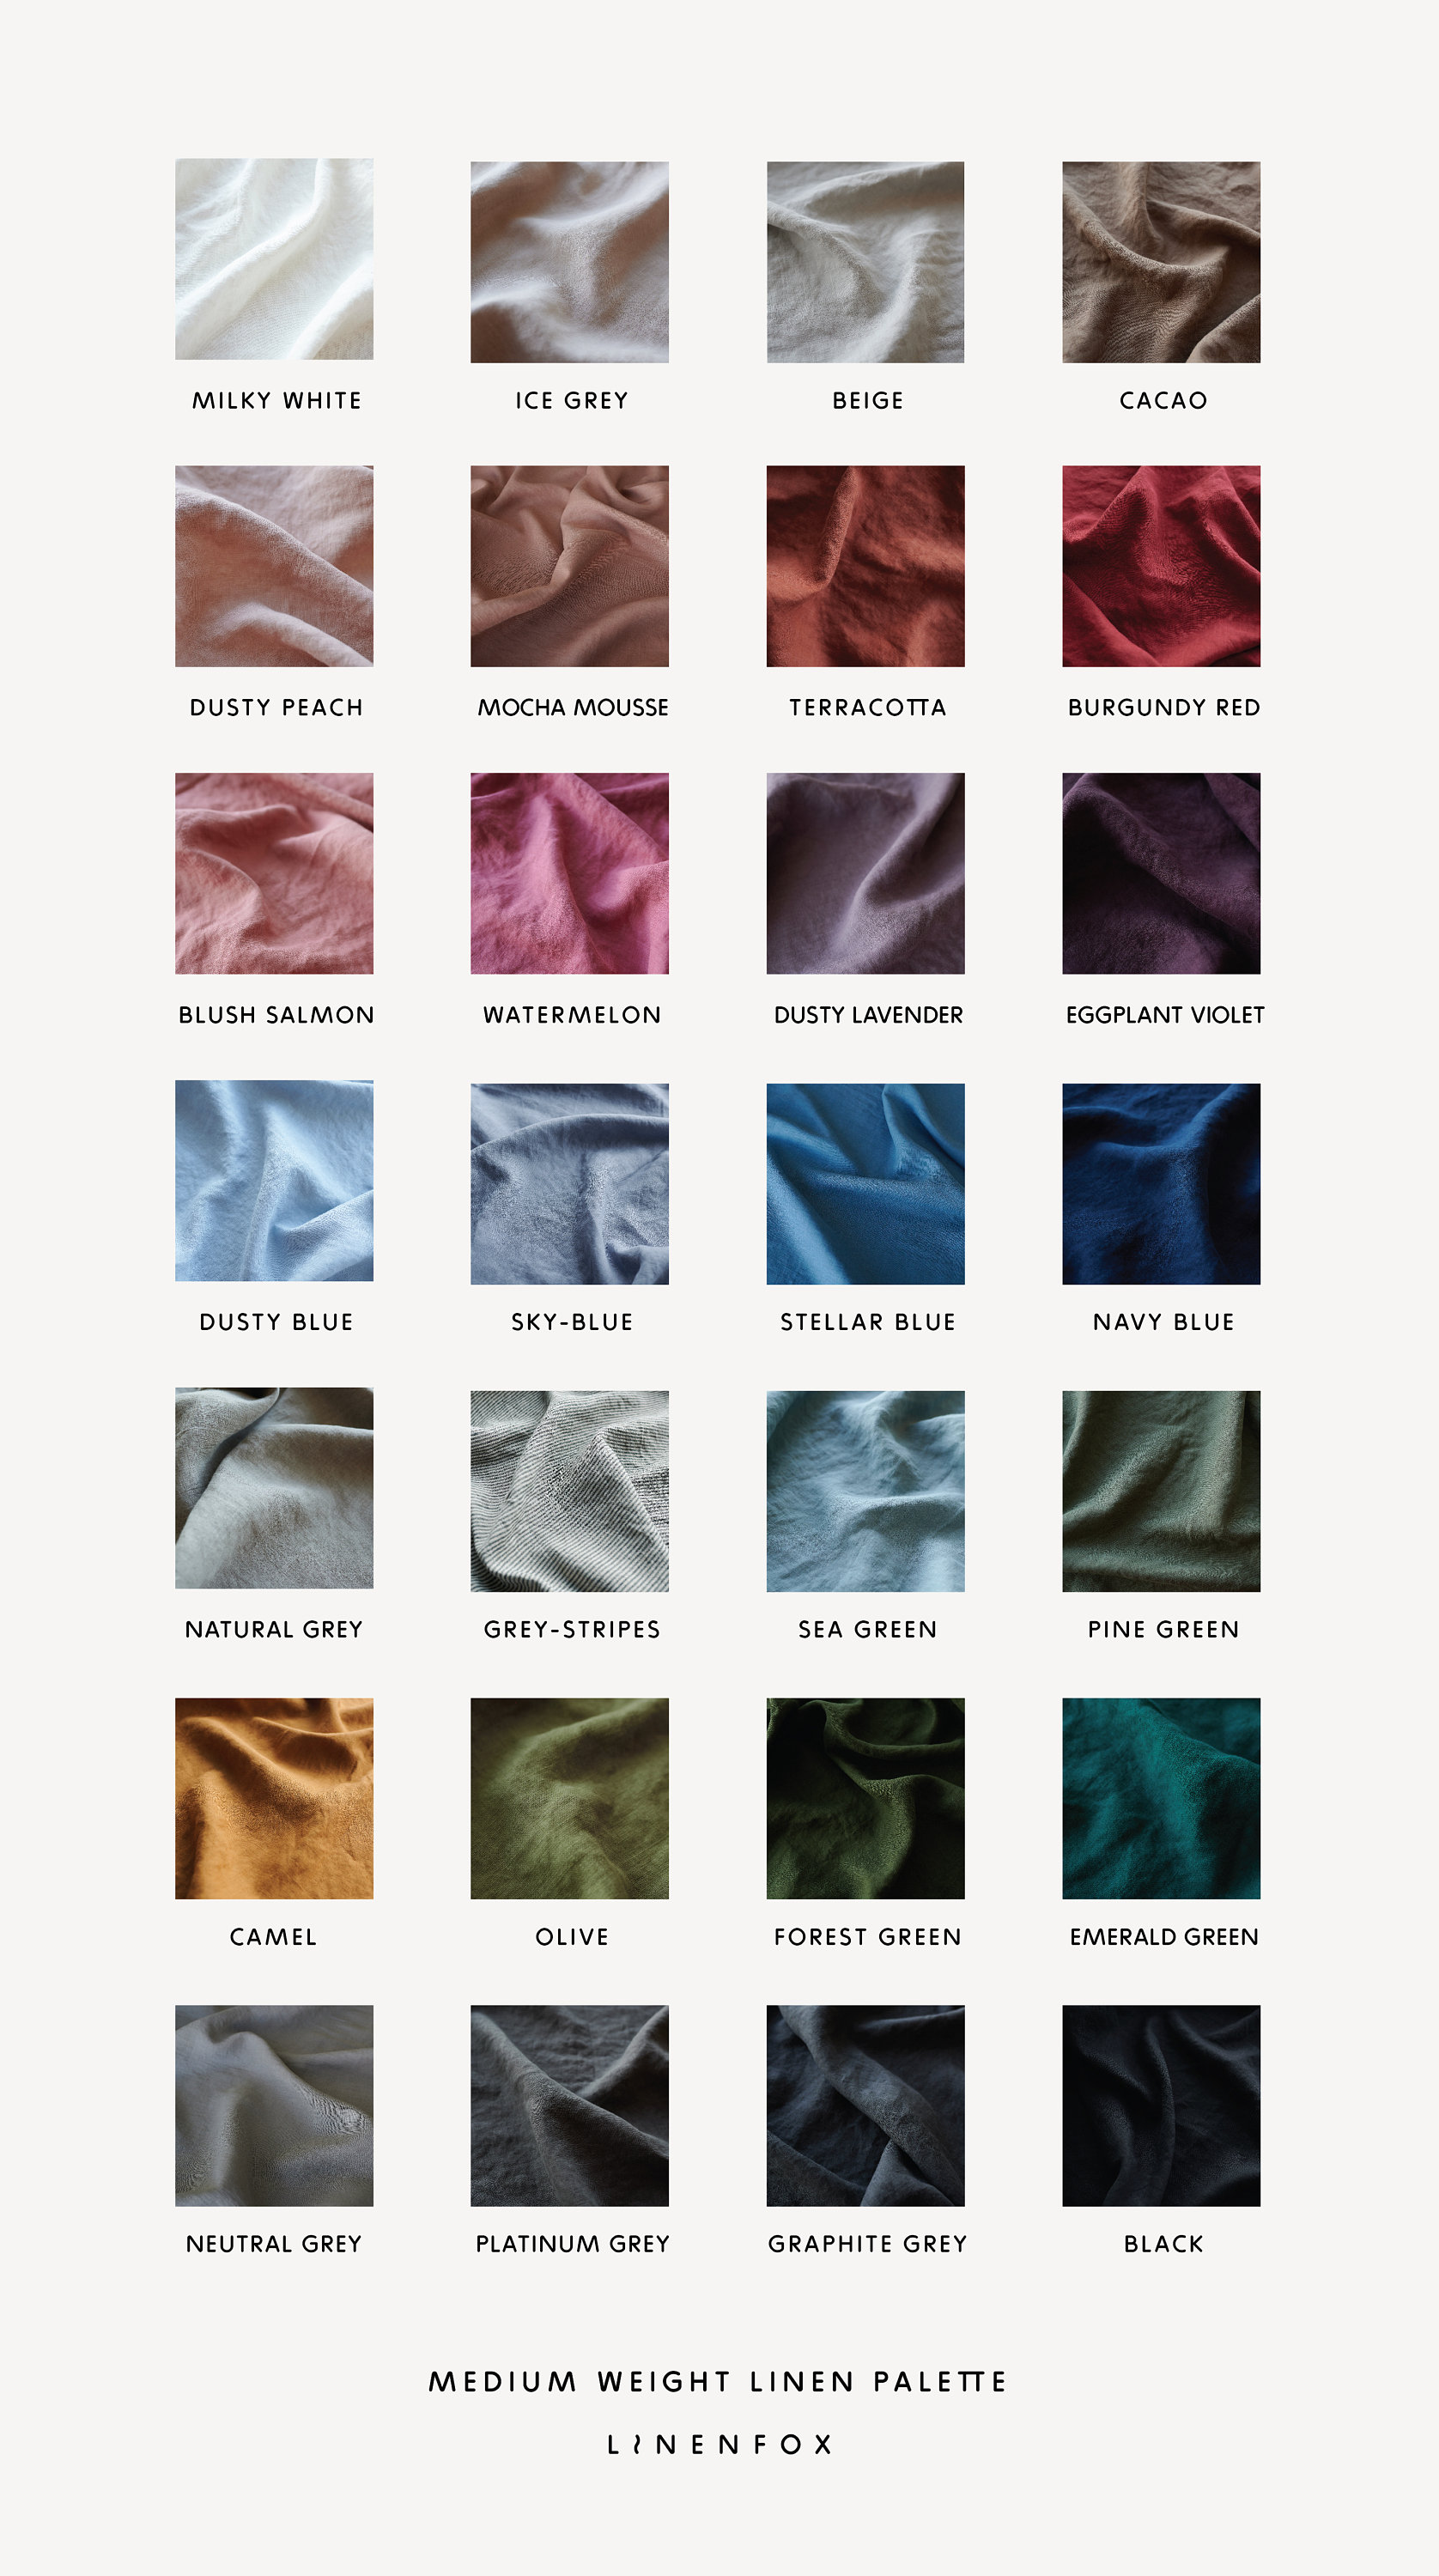 MILKY WHITE
ICE GREY
BEIGE
CACAO
DUSTY PEACH
MOCHA MOUSSE
TERRACOTTA
BURGUNDY RED
BLUSH SALMON
WATERMELON
DUSTY LAVENDER
EGGPLANT VIOLET
DUSTY BLUE
SKY-BLUE
STELLAR BLUE
NAVY BLUE
NATURAL GREY
GREY-STRIPES
SEA GREEN
PINE GREEN
CAMEL
OLIVE
FOREST GREEN
EMERALD GREEN
NEUTRAL GREY
PLATINUM GREY
GRAPHITE GREY
BLACK
MEDIUM WEIGHT LINEN PALETTE
LINENFOX